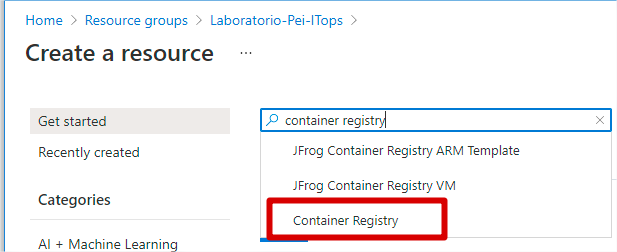 Home > Resource groups > Laboratorio-Pei-ITops >
Create a resource ...
Get started
Recently created
Categories
AI + Machine Learning
container registry
JFrog Container Registry ARM Template
JFrog Container Registry VM
Container Registry